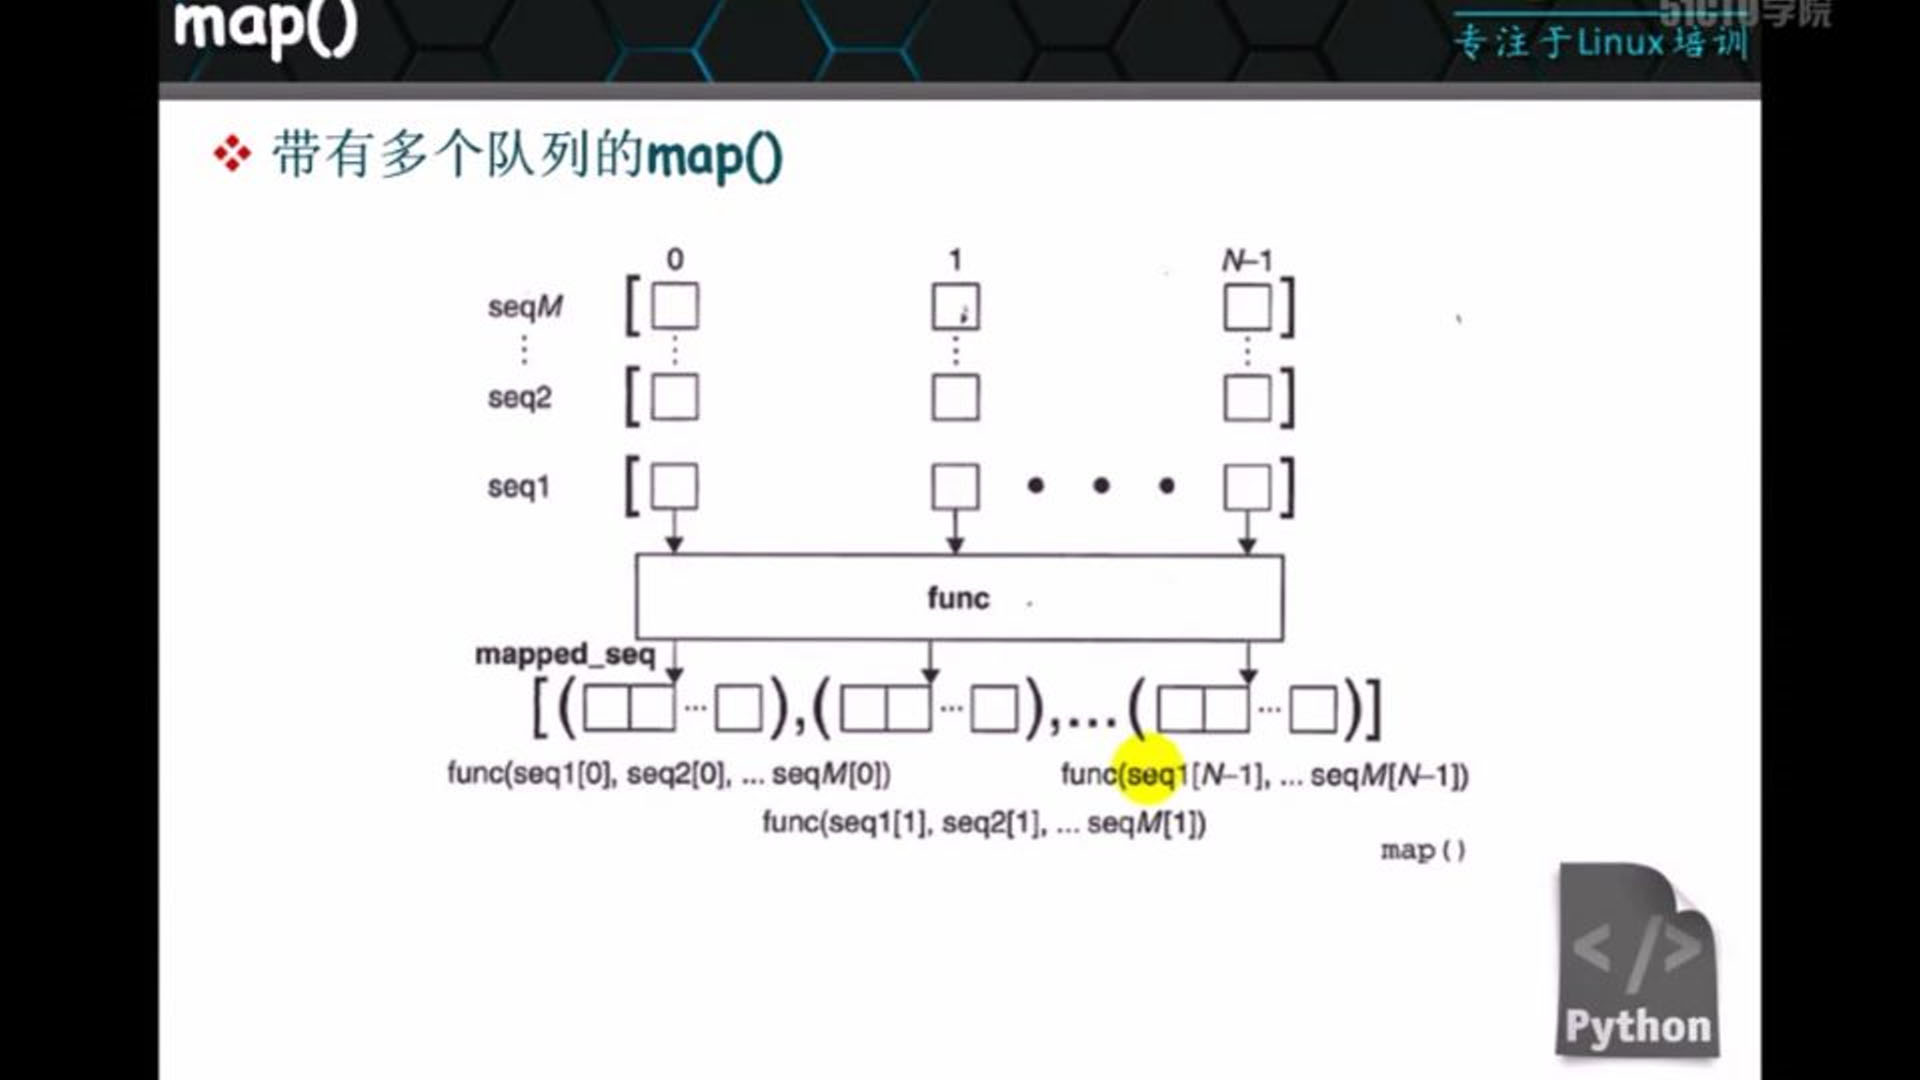 map()
51CTO学院
专注于Linux培训
带有多个队列的map()
0 1 N–1
seqM
seq2
seq1
func
mapped_seq
[( ... ),( ... ),...( ... )]
func(seq1[0], seq2[0], ... seqM[0])
func(seq1[N–1], ... seqM[N–1])
func(seq1[1], seq2[1], ... seqM[1])
map()
</>
Python